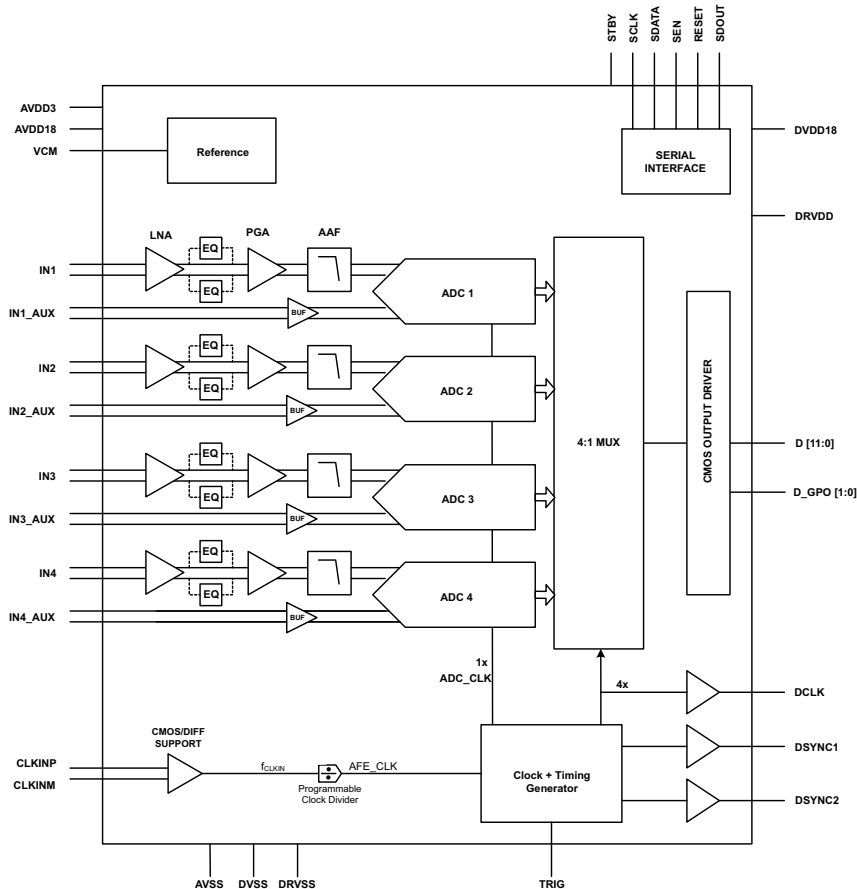 STBY
SCLK
SDATA
SEN
RESET
SDOUT
AVDD3
AVDD18
VCM
Reference
SERIAL
INTERFACE
DVDD18
DRVDD
LNA
EQ
PGA
AAF
IN1
EQ
ADC 1
IN1_AUX
BUF
EQ
IN2
EQ
ADC 2
IN2_AUX
BUF
4:1 MUX
CMOS OUTPUT DRIVER
D [11:0]
D_GPO [1:0]
EQ
IN3
EQ
ADC 3
IN3_AUX
BUF
EQ
IN4
EQ
ADC 4
IN4_AUX
BUF
1x
ADC_CLK
4x
DCLK
CMOS/DIFF
SUPPORT
CLKINP
CLKINM
fCLKIN
÷
AFE_CLK
Programmable
Clock Divider
Clock + Timing
Generator
DSYNC1
DSYNC2
AVSS
DVSS
DRVSS
TRIG